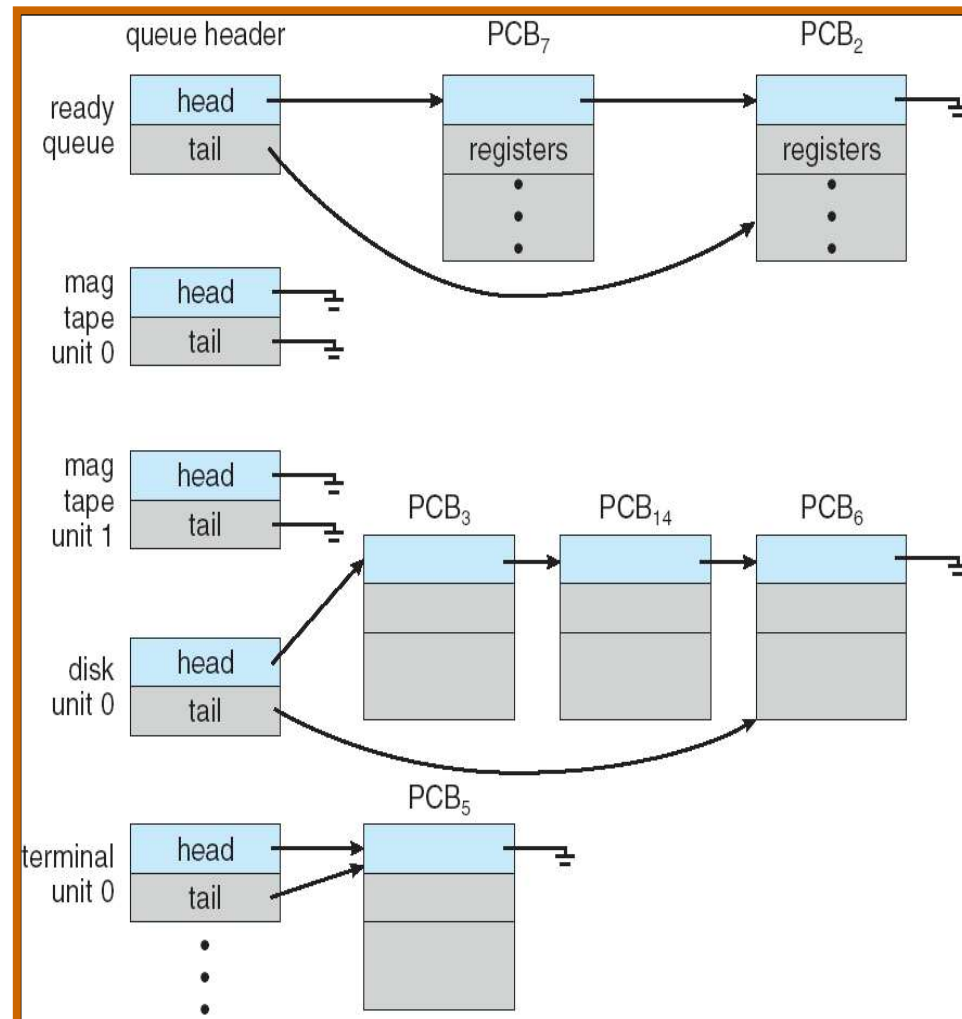 queue header PCB₇ PCB₂
ready
queue
head
tail
registers
registers
mag
tape
unit 0
head
tail
mag
tape
unit 1
head
tail
PCB₃ PCB₁₄ PCB₆
disk
unit 0
head
tail
PCB₅
terminal
unit 0
head
tail